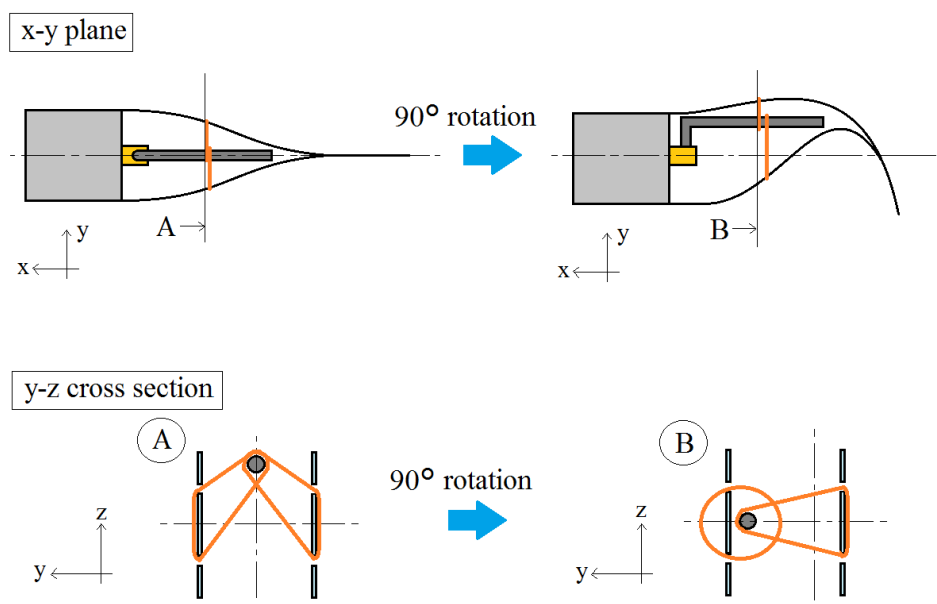 x-y plane
90° rotation
A
B
y
x
y
x
y-z cross section
A
B
90° rotation
z
y
z
y